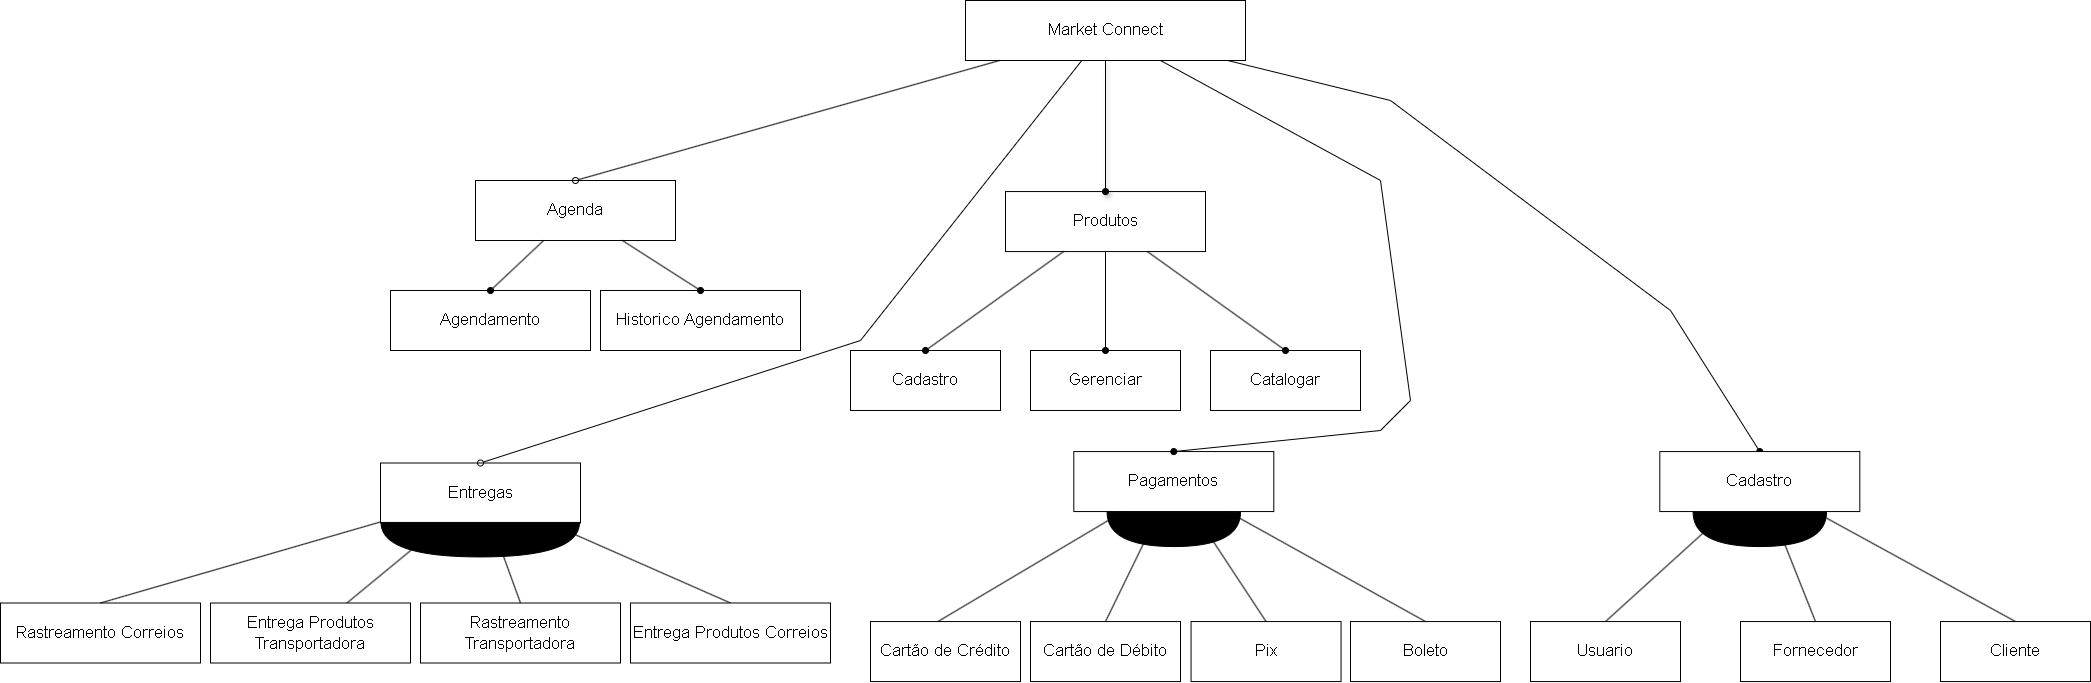 Market Connect
Agenda
Produtos
Agendamento
Historico Agendamento
Cadastro
Gerenciar
Catalogar
Entregas
Pagamentos
Cadastro
Rastreamento Correios
Entrega Produtos
Transportadora
Rastreamento
Transportadora
Entrega Produtos Correios
Cartão de Crédito
Cartão de Débito
Pix
Boleto
Usuario
Fornecedor
Cliente